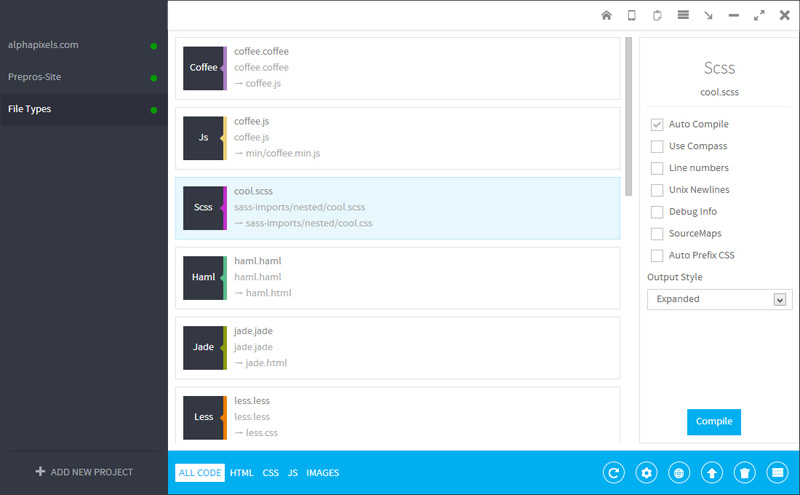 alphapixels.com
Prepros-Site
File Types
ADD NEW PROJECT
Coffee
coffee.coffee
coffee.coffee
→ coffee.js
Js
coffee.js
coffee.js
→ min/coffee.min.js
Scss
cool.scss
sass-imports/nested/cool.scss
→ sass-imports/nested/cool.css
Haml
haml.haml
haml.haml
→ haml.html
Jade
jade.jade
jade.jade
→ jade.html
Less
less.less
less.less
→ less.css
Scss
cool.scss
Auto Compile
Use Compass
Line numbers
Unix Newlines
Debug Info
SourceMaps
Auto Prefix CSS
Output Style
Expanded
Compile
ALL CODE HTML CSS JS IMAGES